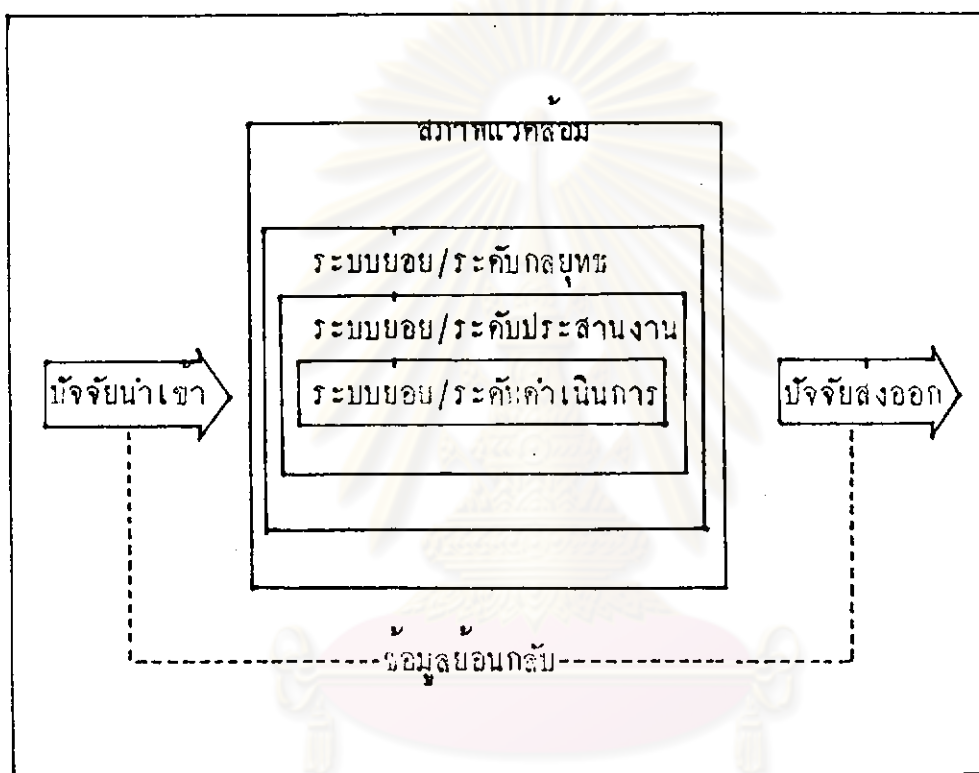 สภาพแวดล้อม
ระบบยอย/ระดับกลยุทธ
ระบบยอย/ระดับประสานงาน
ปัจจัยนำเขา
ระบบยอย/ระดับดำเนินการ
ปัจจัยสงออก
ข้อมูลย้อนกลับ